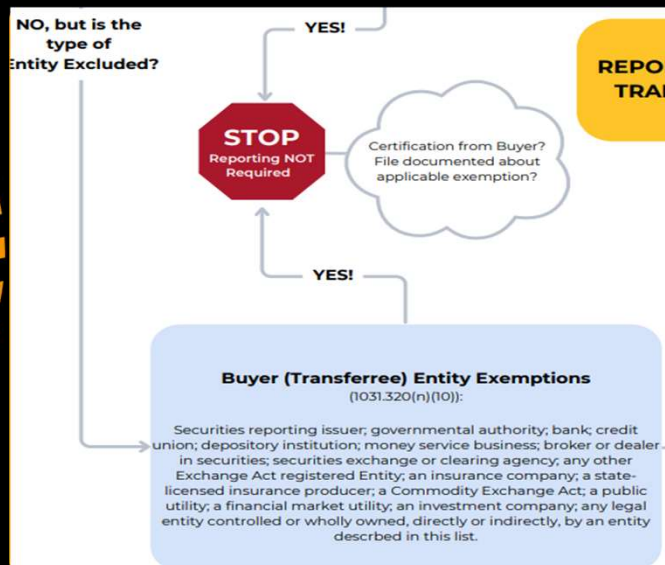 NO, but is the
type of
Entity Excluded?
YES!
REPO
TRA
STOP
Reporting NOT
Required
Certification from Buyer?
File documented about
applicable exemption?
YES!
Buyer (Transferree) Entity Exemptions
(1031.320(n)(10)):
Securities reporting issuer; governmental authority; bank; credit
union; depository institution; money service business; broker or dealer
in securities; securities exchange or clearing agency; any other
Exchange Act registered Entity; an insurance company; a state-
licensed insurance producer; a Commodity Exchange Act; a public
utility; a financial market utility; an investment company; any legal
entity controlled or wholly owned, directly or indirectly, by an entity
descrbed in this list.